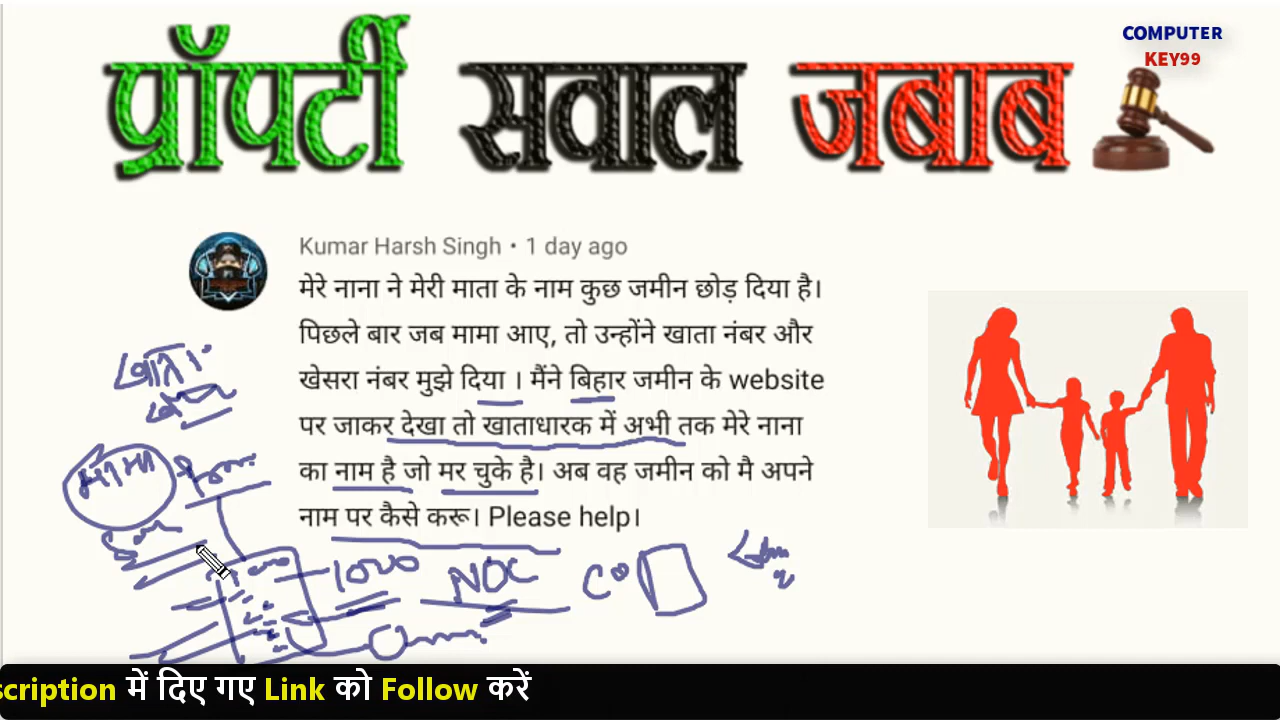 COMPUTER
KEY99
प्रॉपर्टी सवाल जबाब
Kumar Harsh Singh • 1 day ago
मेरे नाना ने मेरी माता के नाम कुछ जमीन छोड़ दिया है।
पिछले बार जब मामा आए, तो उन्होंने खाता नंबर और
खेसरा नंबर मुझे दिया । मैंने बिहार जमीन के website
पर जाकर देखा तो खाताधारक में अभी तक मेरे नाना
का नाम है जो मर चुके है। अब वह जमीन को मै अपने
नाम पर कैसे करू। Please help।
मामा
1000 NOC CO
scription में दिए गए Link को Follow करें